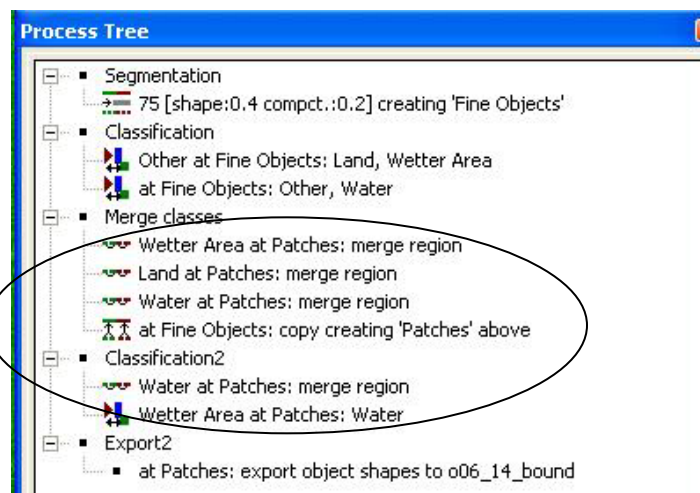 Process Tree
Segmentation
75 [shape:0.4 compct.:0.2] creating 'Fine Objects'
Classification
Other at Fine Objects: Land, Wetter Area
at Fine Objects: Other, Water
Merge classes
Wetter Area at Patches: merge region
Land at Patches: merge region
Water at Patches: merge region
at Fine Objects: copy creating 'Patches' above
Classification2
Water at Patches: merge region
Wetter Area at Patches: Water
Export2
at Patches: export object shapes to o06_14_bound